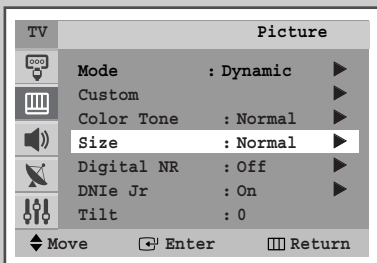 TV Picture
Mode : Dynamic
Custom
Color Tone : Normal
Size : Normal
Digital NR : Off
DNIe Jr : On
Tilt : 0
Move Enter Return